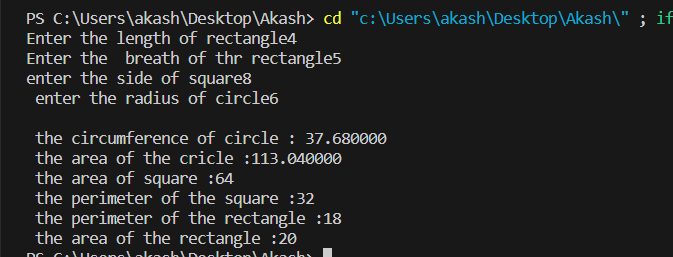 PS C:\Users\akash\Desktop\Akash> cd "c:\Users\akash\Desktop\Akash\" ; if
Enter the length of rectangle4
Enter the  breath of thr rectangle5
enter the side of square8
 enter the radius of circle6

 the circumference of circle : 37.680000
 the area of the cricle :113.040000
 the area of square :64
 the perimeter of the square :32
 the perimeter of the rectangle :18
 the area of the rectangle :20
PS C:\Users\akash\Desktop\Akash>